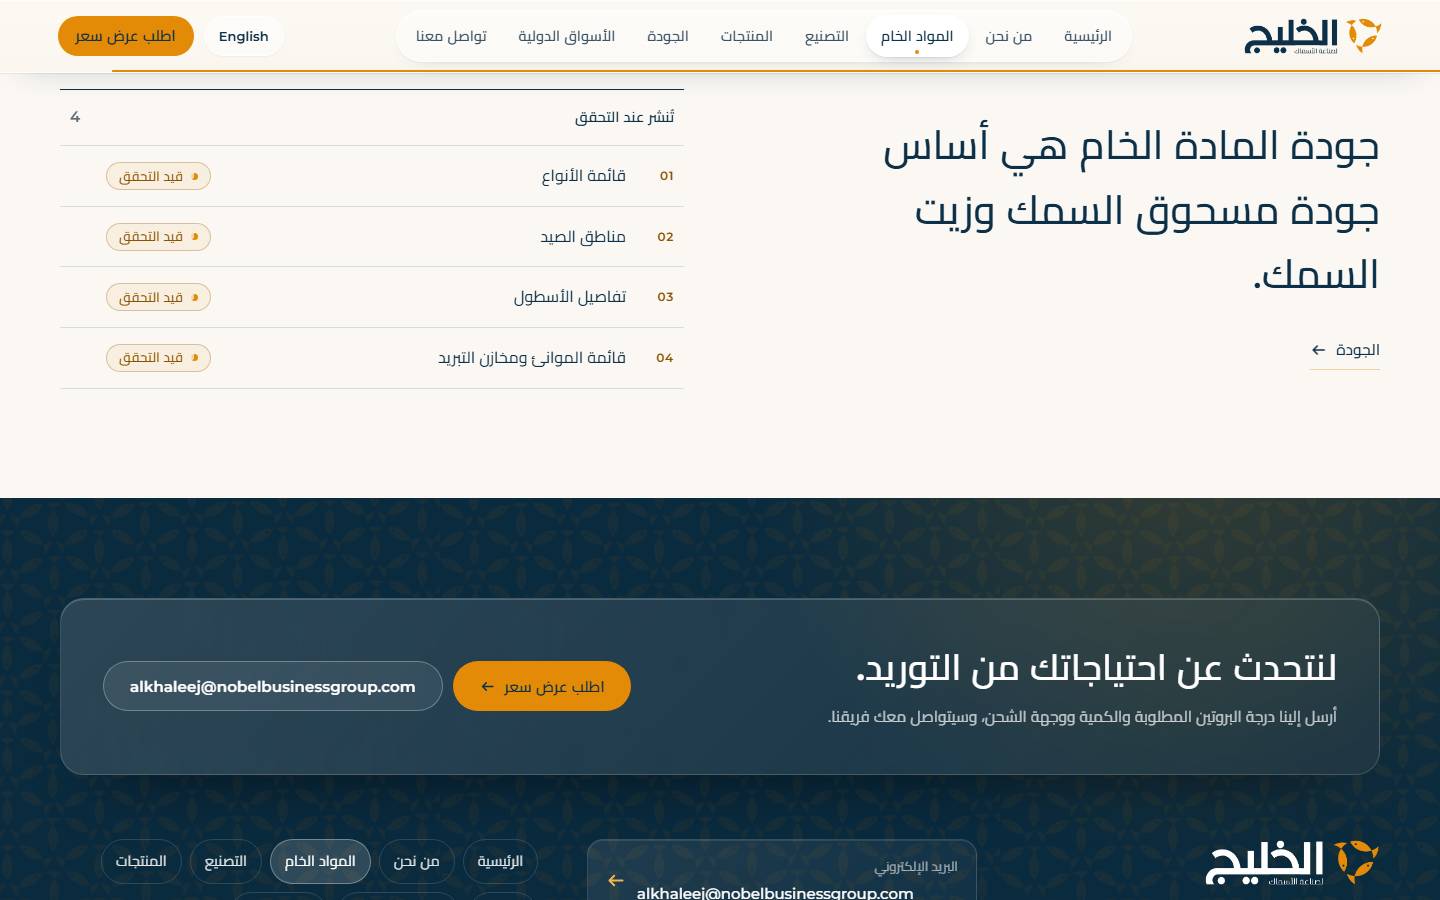 الخليج
لصناعة الأسماك
الرئيسية
من نحن
المواد الخام
التصنيع
المنتجات
الجودة
الأسواق الدولية
تواصل معنا
English
اطلب عرض سعر
جودة المادة الخام هي أساس
جودة مسحوق السمك وزيت
السمك.
الجودة ←
تُنشر عند التحقق 4
01 قائمة الأنواع قيد التحقق
02 مناطق الصيد قيد التحقق
03 تفاصيل الأسطول قيد التحقق
04 قائمة الموانئ ومخازن التبريد قيد التحقق
لنتحدث عن احتياجاتك من التوريد.
أرسل إلينا درجة البروتين المطلوبة والكمية ووجهة الشحن، وسيتواصل معك فريقنا.
اطلب عرض سعر ←
alkhaleej@nobelbusinessgroup.com
الخليج
لصناعة الأسماك
البريد الإلكتروني
alkhaleej@nobelbusinessgroup.com
←
الرئيسية
من نحن
المواد الخام
التصنيع
المنتجات